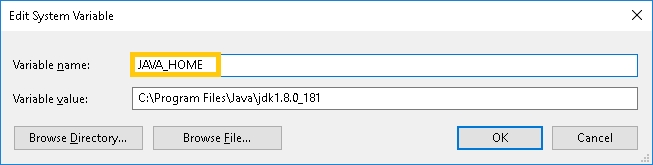 Edit System Variable
Variable name: JAVA_HOME
Variable value: C:\Program Files\Java\jdk1.8.0_181
Browse Directory... Browse File... OK Cancel